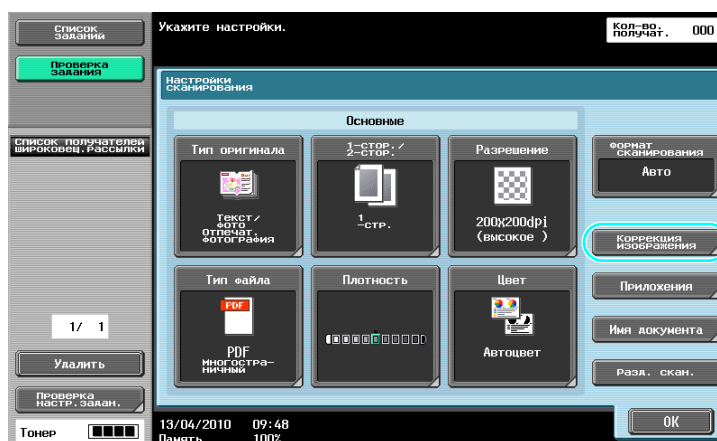 Список
заданий
Укажите настройки.
Кол-во.
получат. 000
Проверка
задания
Настройки
сканирования
Основные
Список получателей
широковещ.рассылки
Тип оригинала
Текст/
фото
отпечат.
фотография
1-стор./
2-стор.
1
-стр.
Разрешение
200X200dpi
(высокое )
Формат
сканирования
Авто
Коррекция
изображения
Тип файла
PDF
PDF
многостра-
ничный
Плотность
Цвет
Автоцвет
Приложения
Имя документа
Разд. скан.
1/ 1
Удалить
Проверка
настр.задан.
Тонер
13/04/2010 09:48
Память 100%
OK